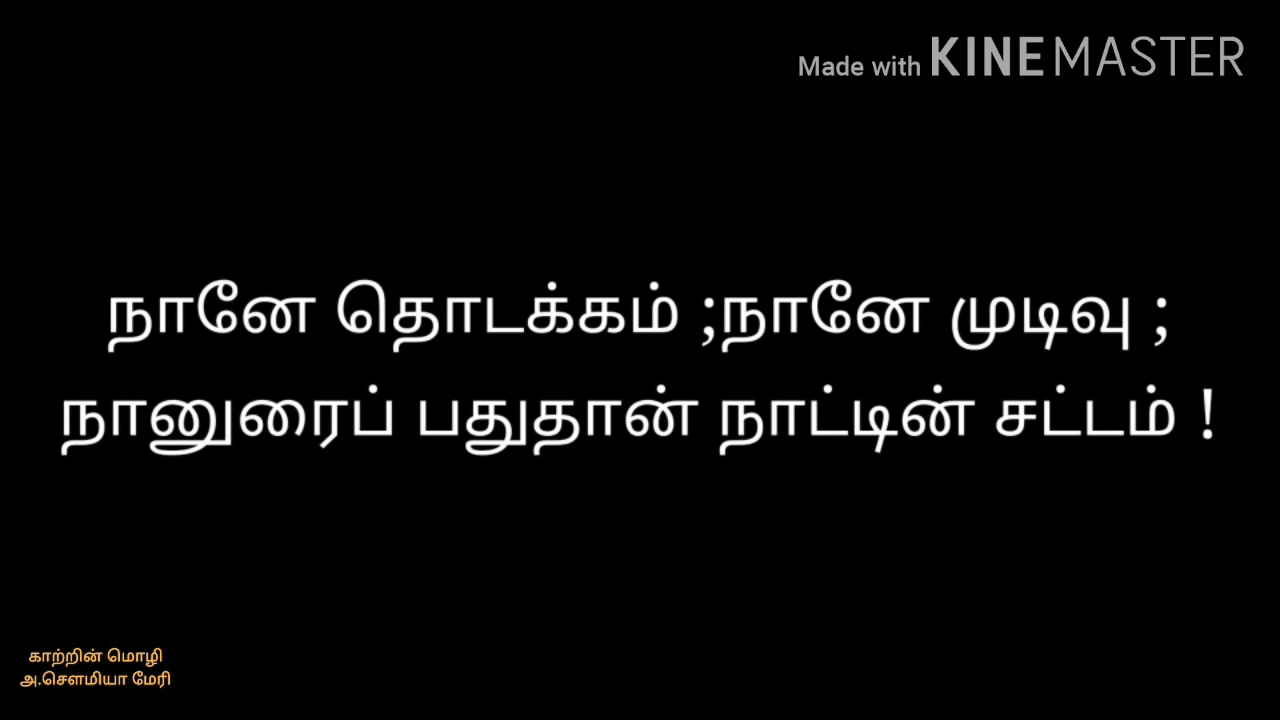 Made with KINEMASTER
நானே தொடக்கம் ;நானே முடிவு ;
நானுரைப் பதுதான் நாட்டின் சட்டம் !
காற்றின் மொழி
அ.சௌமியா மேரி